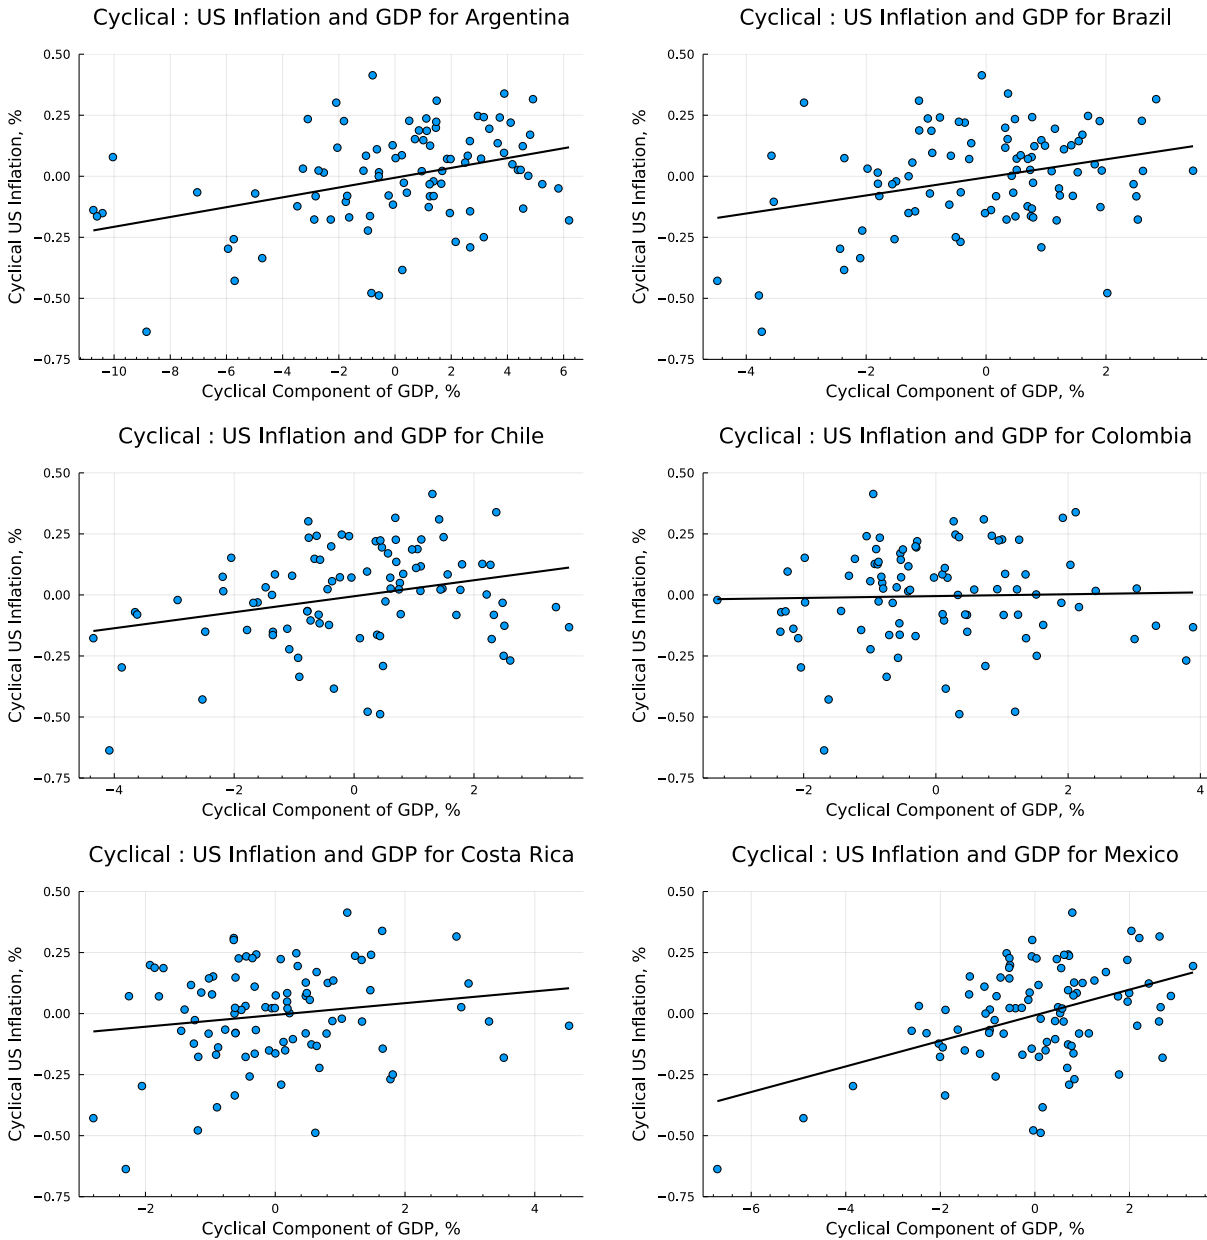 Cyclical : US Inflation and GDP for Argentina
Cyclical US Inflation, %
0.50
0.25
0.00
−0.25
−0.50
−0.75
−10 −8 −6 −4 −2 0 2 4 6
Cyclical Component of GDP, %
Cyclical : US Inflation and GDP for Brazil
Cyclical US Inflation, %
0.50
0.25
0.00
−0.25
−0.50
−0.75
−4 −2 0 2
Cyclical Component of GDP, %
Cyclical : US Inflation and GDP for Chile
Cyclical US Inflation, %
0.50
0.25
0.00
−0.25
−0.50
−0.75
−4 −2 0 2
Cyclical Component of GDP, %
Cyclical : US Inflation and GDP for Colombia
Cyclical US Inflation, %
0.50
0.25
0.00
−0.25
−0.50
−0.75
−2 0 2 4
Cyclical Component of GDP, %
Cyclical : US Inflation and GDP for Costa Rica
Cyclical US Inflation, %
0.50
0.25
0.00
−0.25
−0.50
−0.75
−2 0 2 4
Cyclical Component of GDP, %
Cyclical : US Inflation and GDP for Mexico
Cyclical US Inflation, %
0.50
0.25
0.00
−0.25
−0.50
−0.75
−6 −4 −2 0 2
Cyclical Component of GDP, %